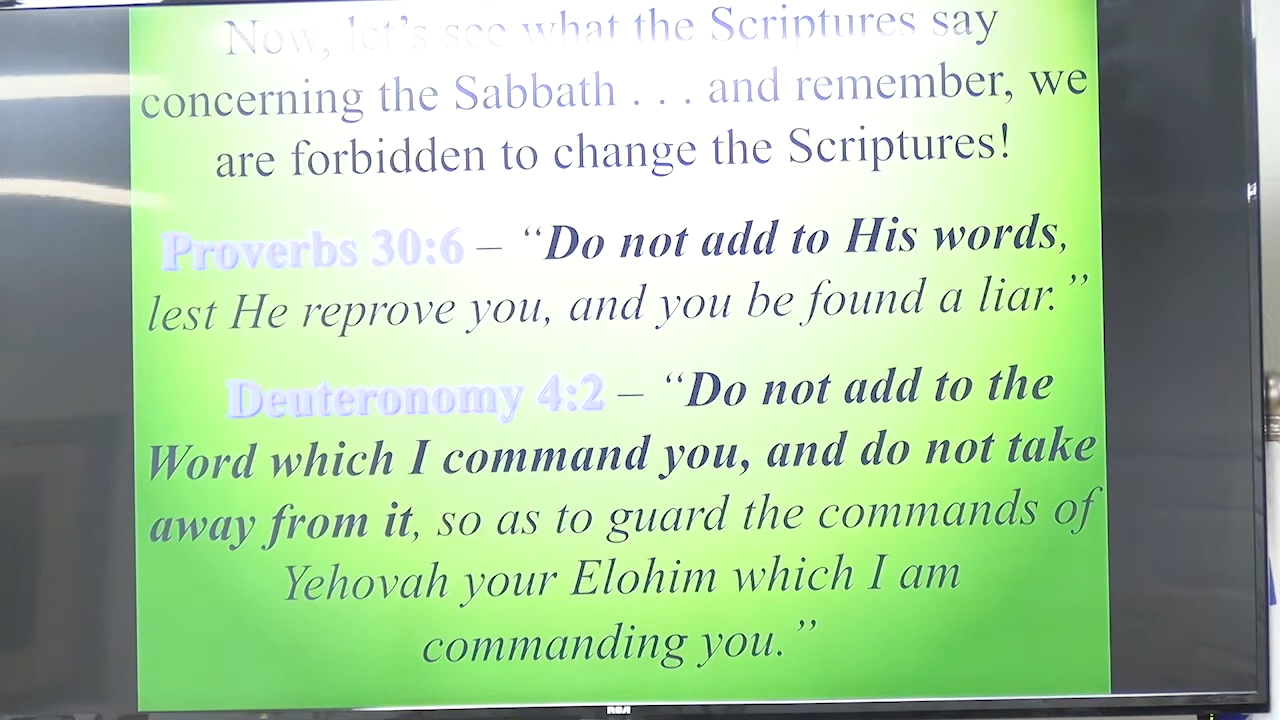 Now, let's see what the Scriptures say
concerning the Sabbath . . . and remember, we
are forbidden to change the Scriptures!
Proverbs 30:6 – “Do not add to His words,
lest He reprove you, and you be found a liar.”
Deuteronomy 4:2 – “Do not add to the
Word which I command you, and do not take
away from it, so as to guard the commands of
Yehovah your Elohim which I am
commanding you.”
RCA